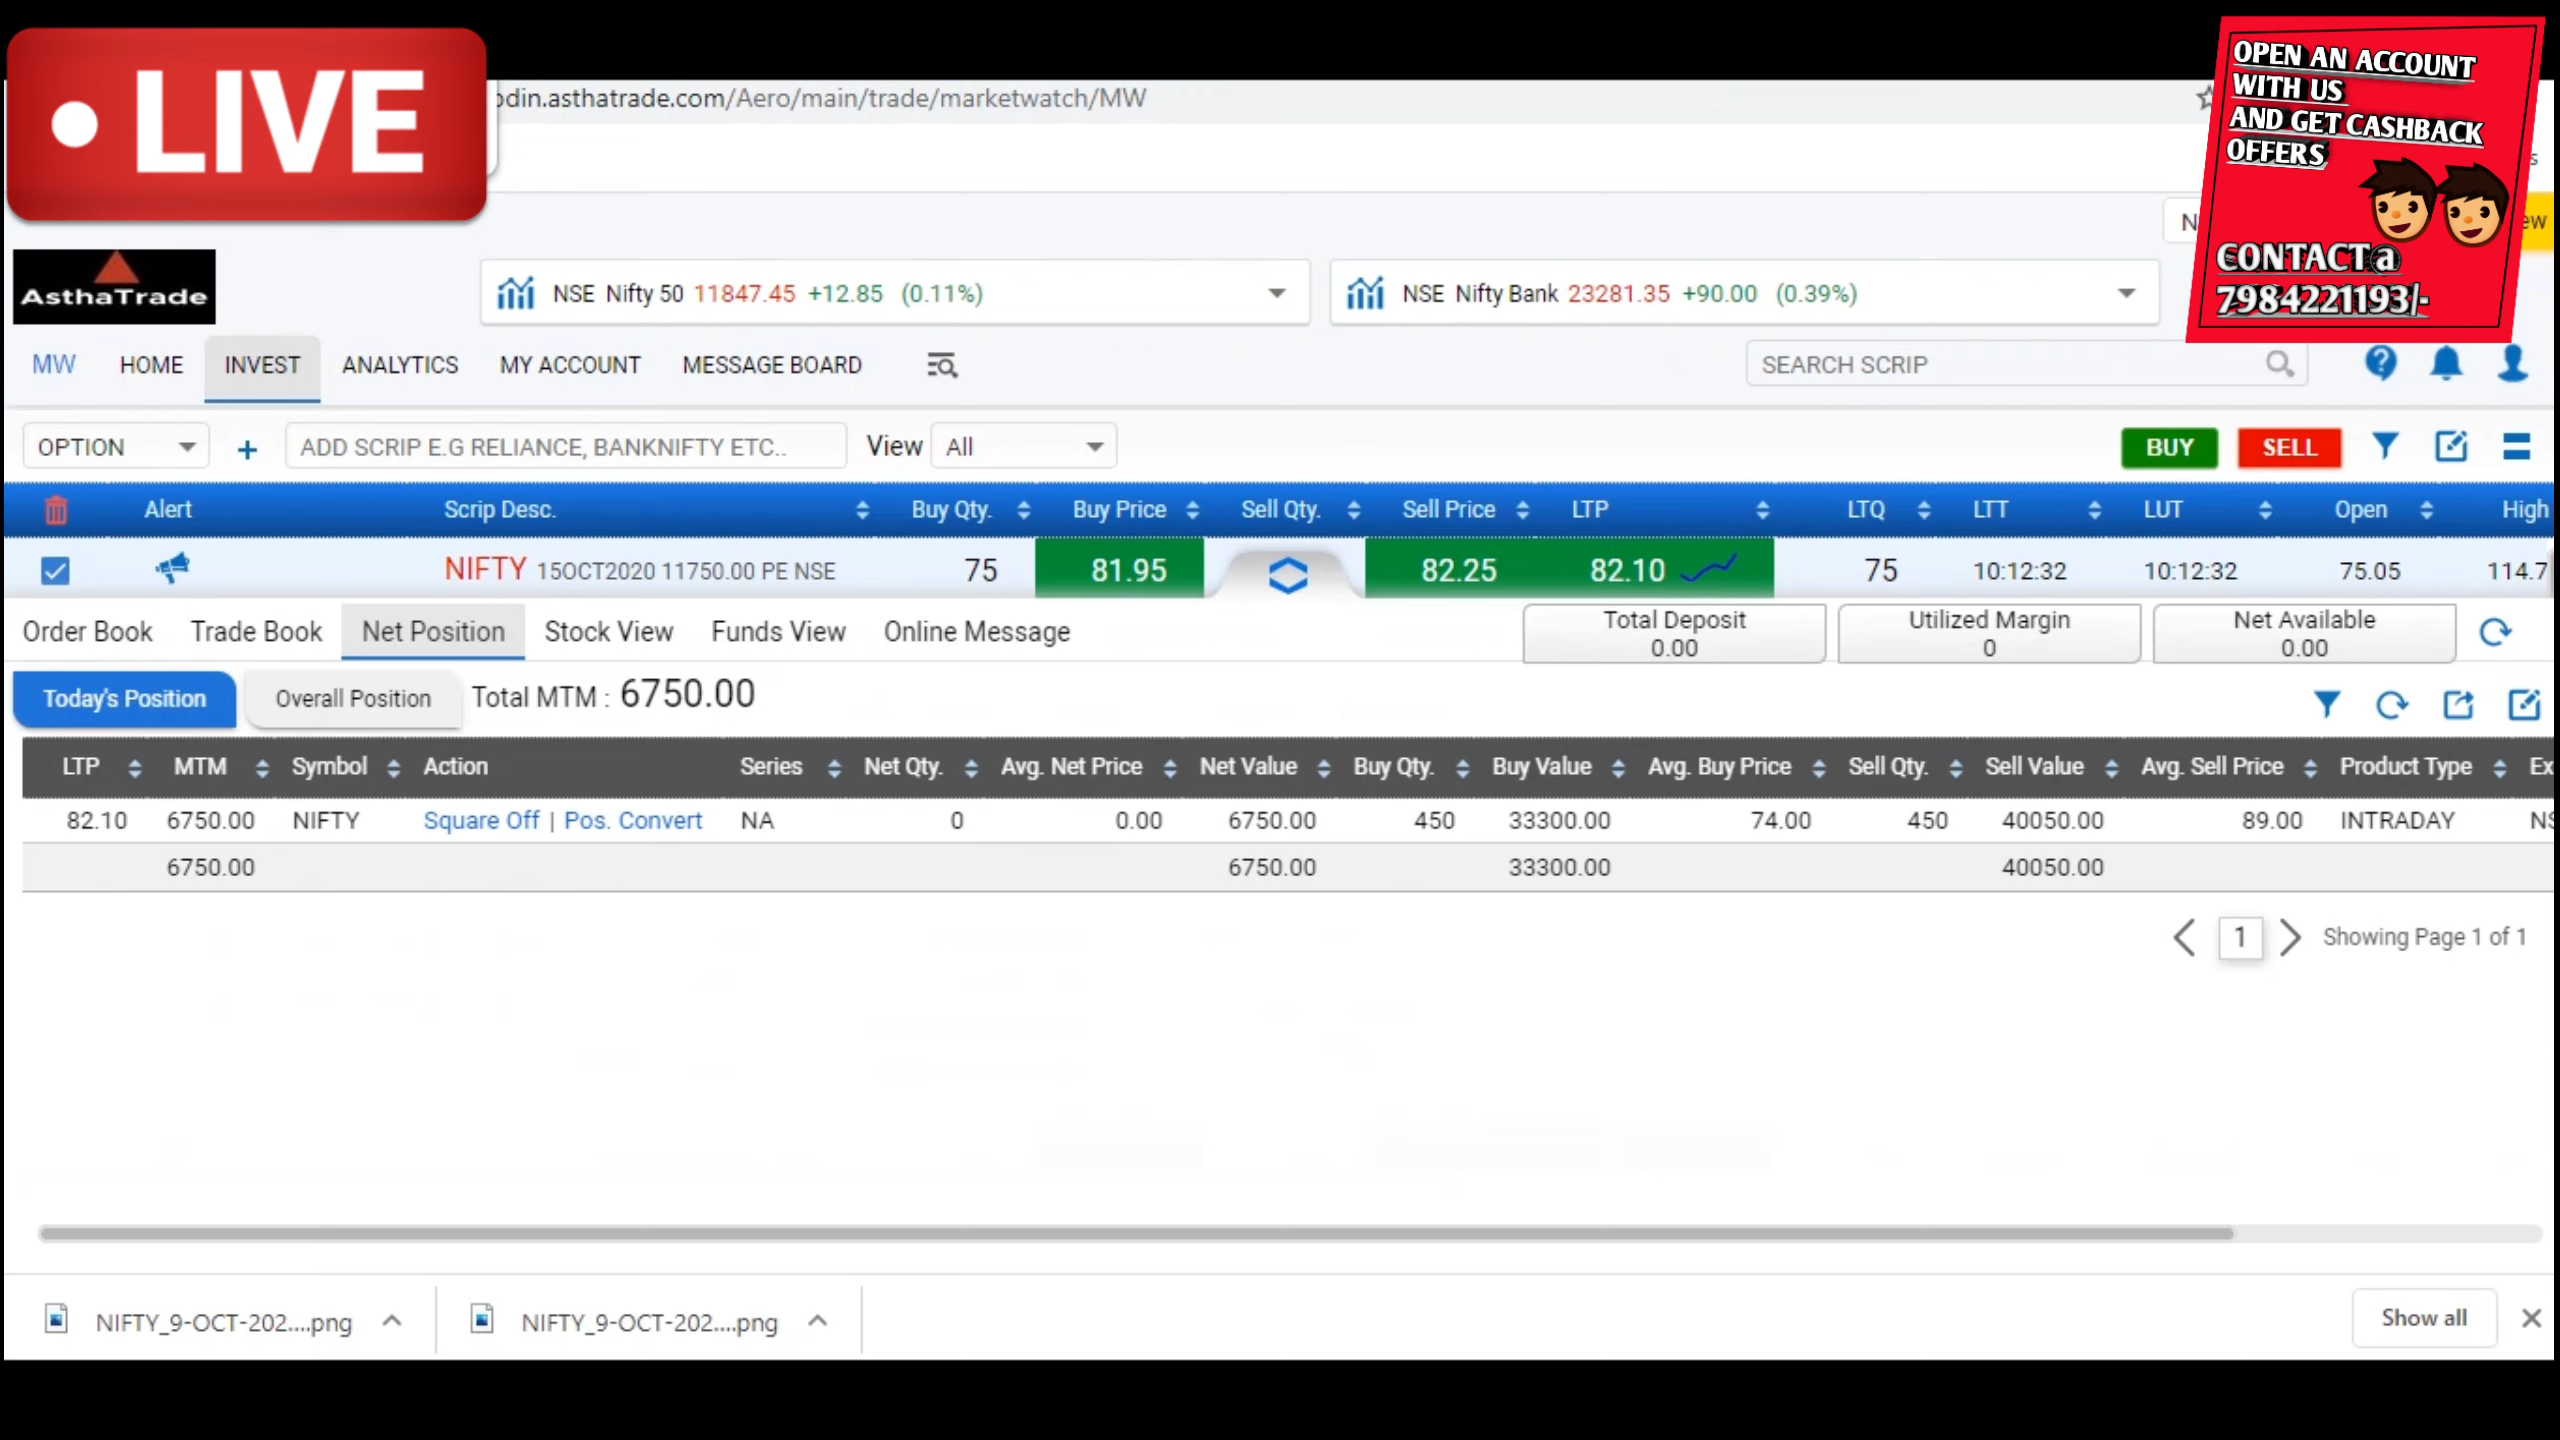 LIVE
odin.asthatrade.com/Aero/main/trade/marketwatch/MW
OPEN AN ACCOUNT
WITH US
AND GET CASHBACK
OFFERS
CONTACT@
7984221193/-
AsthaTrade
NSE Nifty 50 11847.45 +12.85 (0.11%)
NSE Nifty Bank 23281.35 +90.00 (0.39%)
MW HOME INVEST ANALYTICS MY ACCOUNT MESSAGE BOARD
SEARCH SCRIP
OPTION + ADD SCRIP E.G RELIANCE, BANKNIFTY ETC.. View All BUY SELL
Alert Scrip Desc. Buy Qty. Buy Price Sell Qty. Sell Price LTP LTQ LTT LUT Open High
NIFTY 15OCT2020 11750.00 PE NSE 75 81.95 82.25 82.10 75 10:12:32 10:12:32 75.05 114.7
Order Book Trade Book Net Position Stock View Funds View Online Message
Total Deposit
0.00
Utilized Margin
0
Net Available
0.00
Today's Position Overall Position Total MTM : 6750.00
LTP MTM Symbol Action Series Net Qty. Avg. Net Price Net Value Buy Qty. Buy Value Avg. Buy Price Sell Qty. Sell Value Avg. Sell Price Product Type Ex
82.10 6750.00 NIFTY Square Off | Pos. Convert NA 0 0.00 6750.00 450 33300.00 74.00 450 40050.00 89.00 INTRADAY NS
6750.00 6750.00 33300.00 40050.00
1 Showing Page 1 of 1
NIFTY_9-OCT-202....png NIFTY_9-OCT-202....png Show all